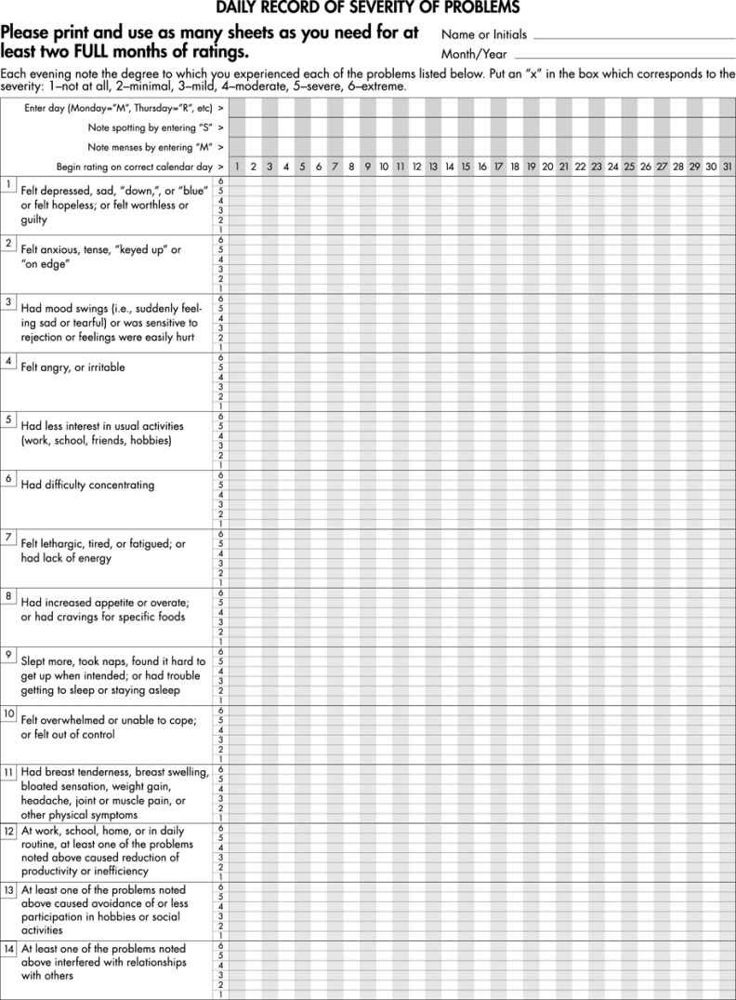 DAILY RECORD OF SEVERITY OF PROBLEMS
Please print and use as many sheets as you need for at
least two FULL months of ratings.
Name or Initials
Month/Year
Each evening note the degree to which you experienced each of the problems listed below. Put an “x” in the box which corresponds to the
severity: 1–not at all, 2–minimal, 3–mild, 4–moderate, 5–severe, 6–extreme.
Enter day (Monday=“M”, Thursday=“R”, etc) >
Note spotting by entering “S” >
Note menses by entering “M” >
Begin rating on correct calendar day > 1 2 3 4 5 6 7 8 9 10 11 12 13 14 15 16 17 18 19 20 21 22 23 24 25 26 27 28 29 30 31
1
Felt depressed, sad, “down,”, or “blue”
or felt hopeless; or felt worthless or
guilty
6
5
4
3
2
1
2
Felt anxious, tense, “keyed up” or
“on edge”
6
5
4
3
2
1
3
Had mood swings (i.e., suddenly feel-
ing sad or tearful) or was sensitive to
rejection or feelings were easily hurt
6
5
4
3
2
1
4
Felt angry, or irritable
6
5
4
3
2
1
5
Had less interest in usual activities
(work, school, friends, hobbies)
6
5
4
3
2
1
6
Had difficulty concentrating
6
5
4
3
2
1
7
Felt lethargic, tired, or fatigued; or
had lack of energy
6
5
4
3
2
1
8
Had increased appetite or overate;
or had cravings for specific foods
6
5
4
3
2
1
9
Slept more, took naps, found it hard to
get up when intended; or had trouble
getting to sleep or staying asleep
6
5
4
3
2
1
10
Felt overwhelmed or unable to cope;
or felt out of control
6
5
4
3
2
1
11
Had breast tenderness, breast swelling,
bloated sensation, weight gain,
headache, joint or muscle pain, or
other physical symptoms
6
5
4
3
2
1
12
At work, school, home, or in daily
routine, at least one of the problems
noted above caused reduction of
productivity or inefficiency
6
5
4
3
2
1
13
At least one of the problems noted
above caused avoidance of or less
participation in hobbies or social
activities
6
5
4
3
2
1
14
At least one of the problems noted
above interfered with relationships
with others
6
5
4
3
2
1